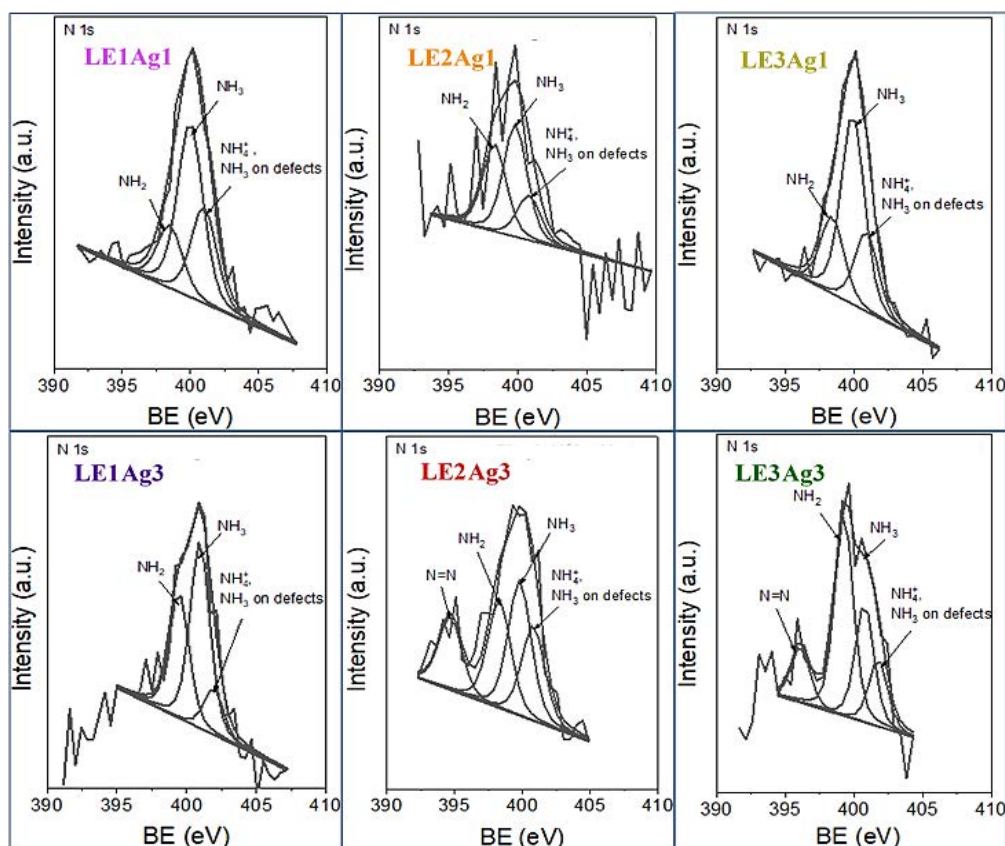 N 1s
LE1Ag1
NH₃
NH₄⁺,
NH₃ on defects
NH₂
Intensity (a.u.)
390 395 400 405 410
BE (eV)
N 1s
LE2Ag1
NH₂
NH₃
NH₄⁺,
NH₃ on defects
Intensity (a.u.)
390 395 400 405 410
BE (eV)
N 1s
LE3Ag1
NH₃
NH₂
NH₄⁺,
NH₃ on defects
Intensity (a.u.)
390 395 400 405 410
BE (eV)
N 1s
LE1Ag3
NH₃
NH₂
NH₄⁺,
NH₃ on defects
Intensity (a.u.)
390 395 400 405 410
BE (eV)
N 1s
LE2Ag3
NH₂
NH₃
N=N
NH₄⁺,
NH₃ on defects
Intensity (a.u.)
390 395 400 405 410
BE (eV)
N 1s
LE3Ag3
NH₂
NH₃
N=N
NH₄⁺,
NH₃ on defects
Intensity (a.u.)
390 395 400 405 410
BE (eV)